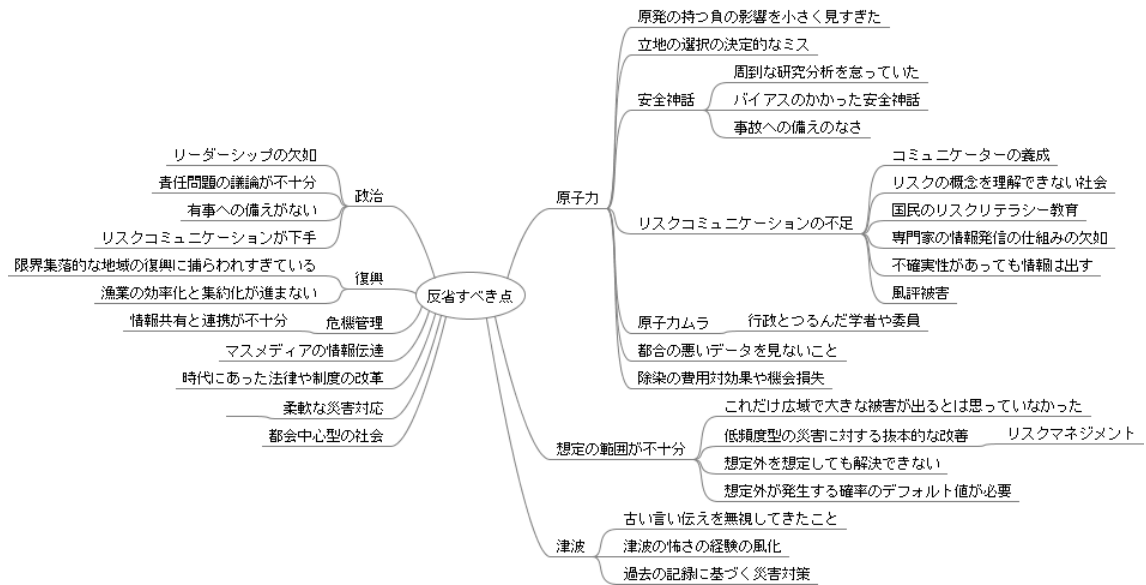 反省すべき点
原子力
原発の持つ負の影響を小さく見すぎた
立地の選択の決定的なミス
安全神話
周到な研究分析を怠っていた
バイアスのかかった安全神話
事故への備えのなさ
リスクコミュニケーションの不足
コミュニケーターの養成
リスクの概念を理解できない社会
国民のリスクリテラシー教育
専門家の情報発信の仕組みの欠如
不確実性があっても情報は出す
風評被害
原子力ムラ
行政とつるんだ学者や委員
都合の悪いデータを見ないこと
除染の費用対効果や機会損失
想定の範囲が不十分
これだけ広域で大きな被害が出るとは思っていなかった
低頻度型の災害に対する抜本的な改善
リスクマネジメント
想定外を想定しても解決できない
想定外が発生する確率のデフォルト値が必要
津波
古い言い伝えを無視してきたこと
津波の怖さの経験の風化
過去の記録に基づく災害対策
政治
リーダーシップの欠如
責任問題の議論が不十分
有事への備えがない
リスクコミュニケーションが下手
復興
限界集落的な地域の復興に捕らわれすぎている
漁業の効率化と集約化が進まない
危機管理
情報共有と連携が不十分
マスメディアの情報伝達
時代にあった法律や制度の改革
柔軟な災害対応
都会中心型の社会